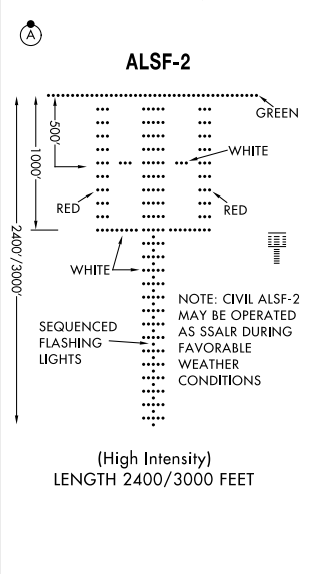 A
ALSF-2
GREEN
500'
1000'
WHITE
RED
RED
2400'/3000'
WHITE
NOTE: CIVIL ALSF-2
MAY BE OPERATED
AS SSALR DURING
FAVORABLE
WEATHER
CONDITIONS
SEQUENCED
FLASHING
LIGHTS
(High Intensity)
LENGTH 2400/3000 FEET